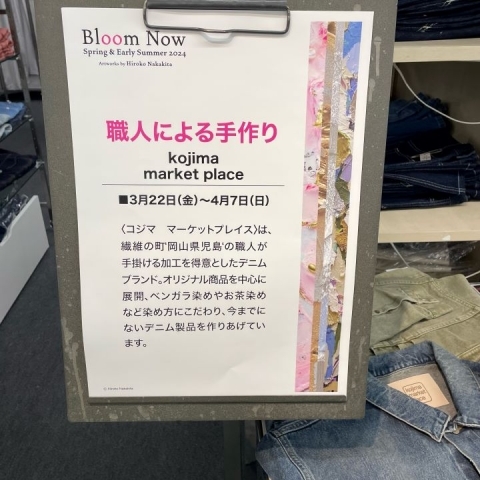 Bloom Now
Spring & Early Summer 2024
Artworks by Hiroko Nakakita
職人による手作り
kojima
market place
■3月22日(金)〜4月7日(日)
〈コジマ　マーケットプレイス〉は、
繊維の町"岡山県児島"の職人が
手掛ける加工を得意としたデニム
ブランド。オリジナル商品を中心に
展開、ベンガラ染めやお茶染め
など染め方にこだわり、今までに
ないデニム製品を作りあげてい
ます。
kojima
market